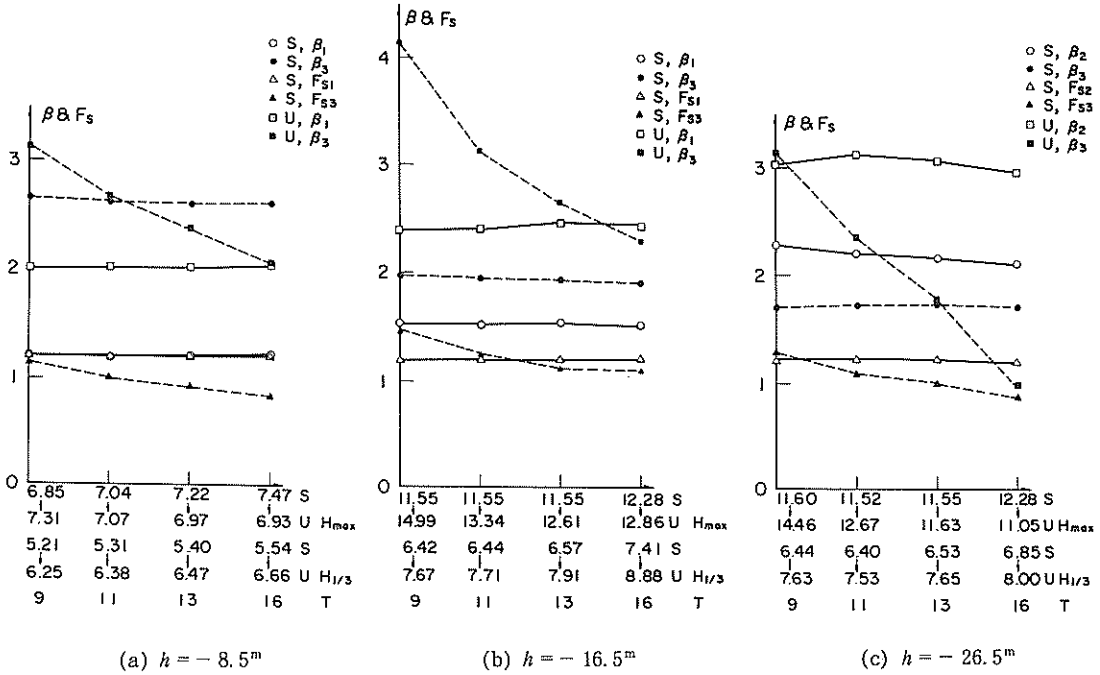 β & Fs
S, β1
S, β3
S, FS1
S, FS3
U, β1
U, β3
3
2
1
0
6.85 7.04 7.22 7.47 S
7.31 7.07 6.97 6.93 U Hmax
5.21 5.31 5.40 5.54 S
6.25 6.38 6.47 6.66 U H1/3
9 11 13 16 T
(a) h = − 8.5m
β & Fs
S, β1
S, β3
S, FS1
S, FS3
U, β1
U, β3
4
3
2
1
0
11.55 11.55 11.55 12.28 S
14.99 13.34 12.61 12.86 U Hmax
6.42 6.44 6.57 7.41 S
7.67 7.71 7.91 8.88 U H1/3
9 11 13 16 T
(b) h = − 16.5m
β & Fs
S, β2
S, β3
S, FS2
S, FS3
U, β2
U, β3
3
2
1
0
11.60 11.52 11.55 12.28 S
14.46 12.67 11.63 11.05 U Hmax
6.44 6.40 6.53 6.85 S
7.63 7.53 7.65 8.00 U H1/3
9 11 13 16 T
(c) h = − 26.5m